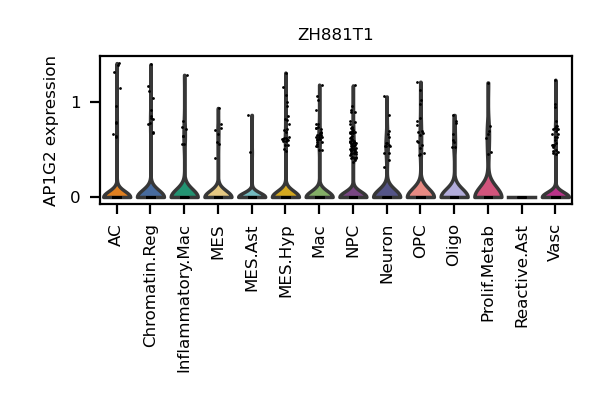 ZH881T1
AP1G2 expression
1
0
AC
Chromatin.Reg
Inflammatory.Mac
MES
MES.Ast
MES.Hyp
Mac
NPC
Neuron
OPC
Oligo
Prolif.Metab
Reactive.Ast
Vasc